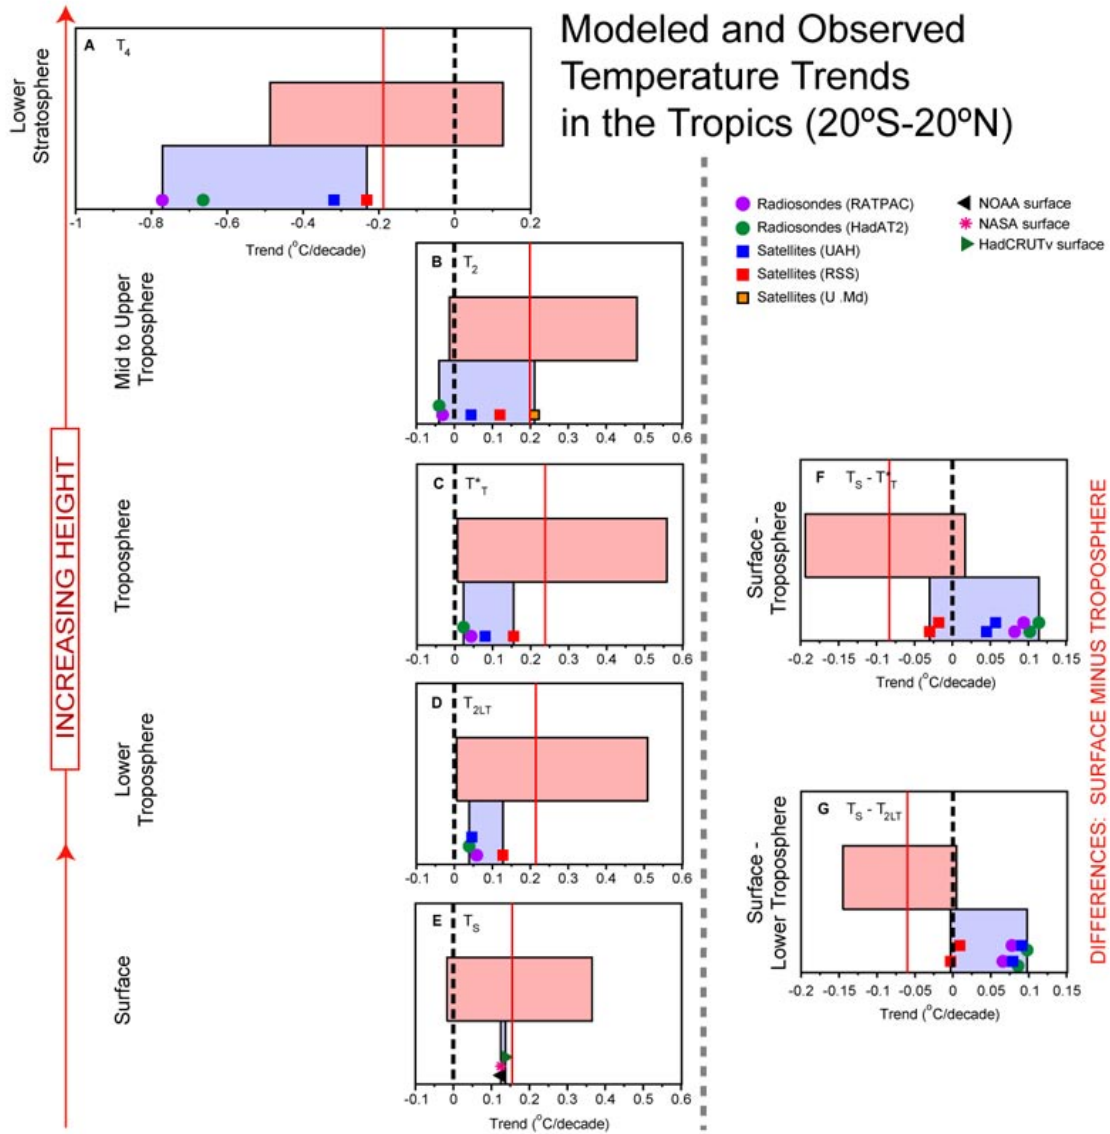 Modeled and Observed
Temperature Trends
in the Tropics (20ºS-20ºN)
INCREASING HEIGHT
Lower
Stratosphere
A T4
-1 -0.8 -0.6 -0.4 -0.2 0 0.2
Trend (°C/decade)
Radiosondes (RATPAC)
Radiosondes (HadAT2)
Satellites (UAH)
Satellites (RSS)
Satellites (U .Md)
NOAA surface
NASA surface
HadCRUTv surface
Mid to Upper
Troposphere
B T2
-0.1 0 0.1 0.2 0.3 0.4 0.5 0.6
Troposphere
C T*T
-0.1 0 0.1 0.2 0.3 0.4 0.5 0.6
Lower
Troposphere
D T2LT
-0.1 0 0.1 0.2 0.3 0.4 0.5 0.6
Surface
E TS
-0.1 0 0.1 0.2 0.3 0.4 0.5 0.6
Trend (°C/decade)
Surface -
Troposphere
F TS - T*T
-0.2 -0.15 -0.1 -0.05 0 0.05 0.1 0.15
Trend (°C/decade)
Surface -
Lower Troposphere
G TS - T2LT
-0.2 -0.15 -0.1 -0.05 0 0.05 0.1 0.15
Trend (°C/decade)
DIFFERENCES: SURFACE MINUS TROPOSPHERE